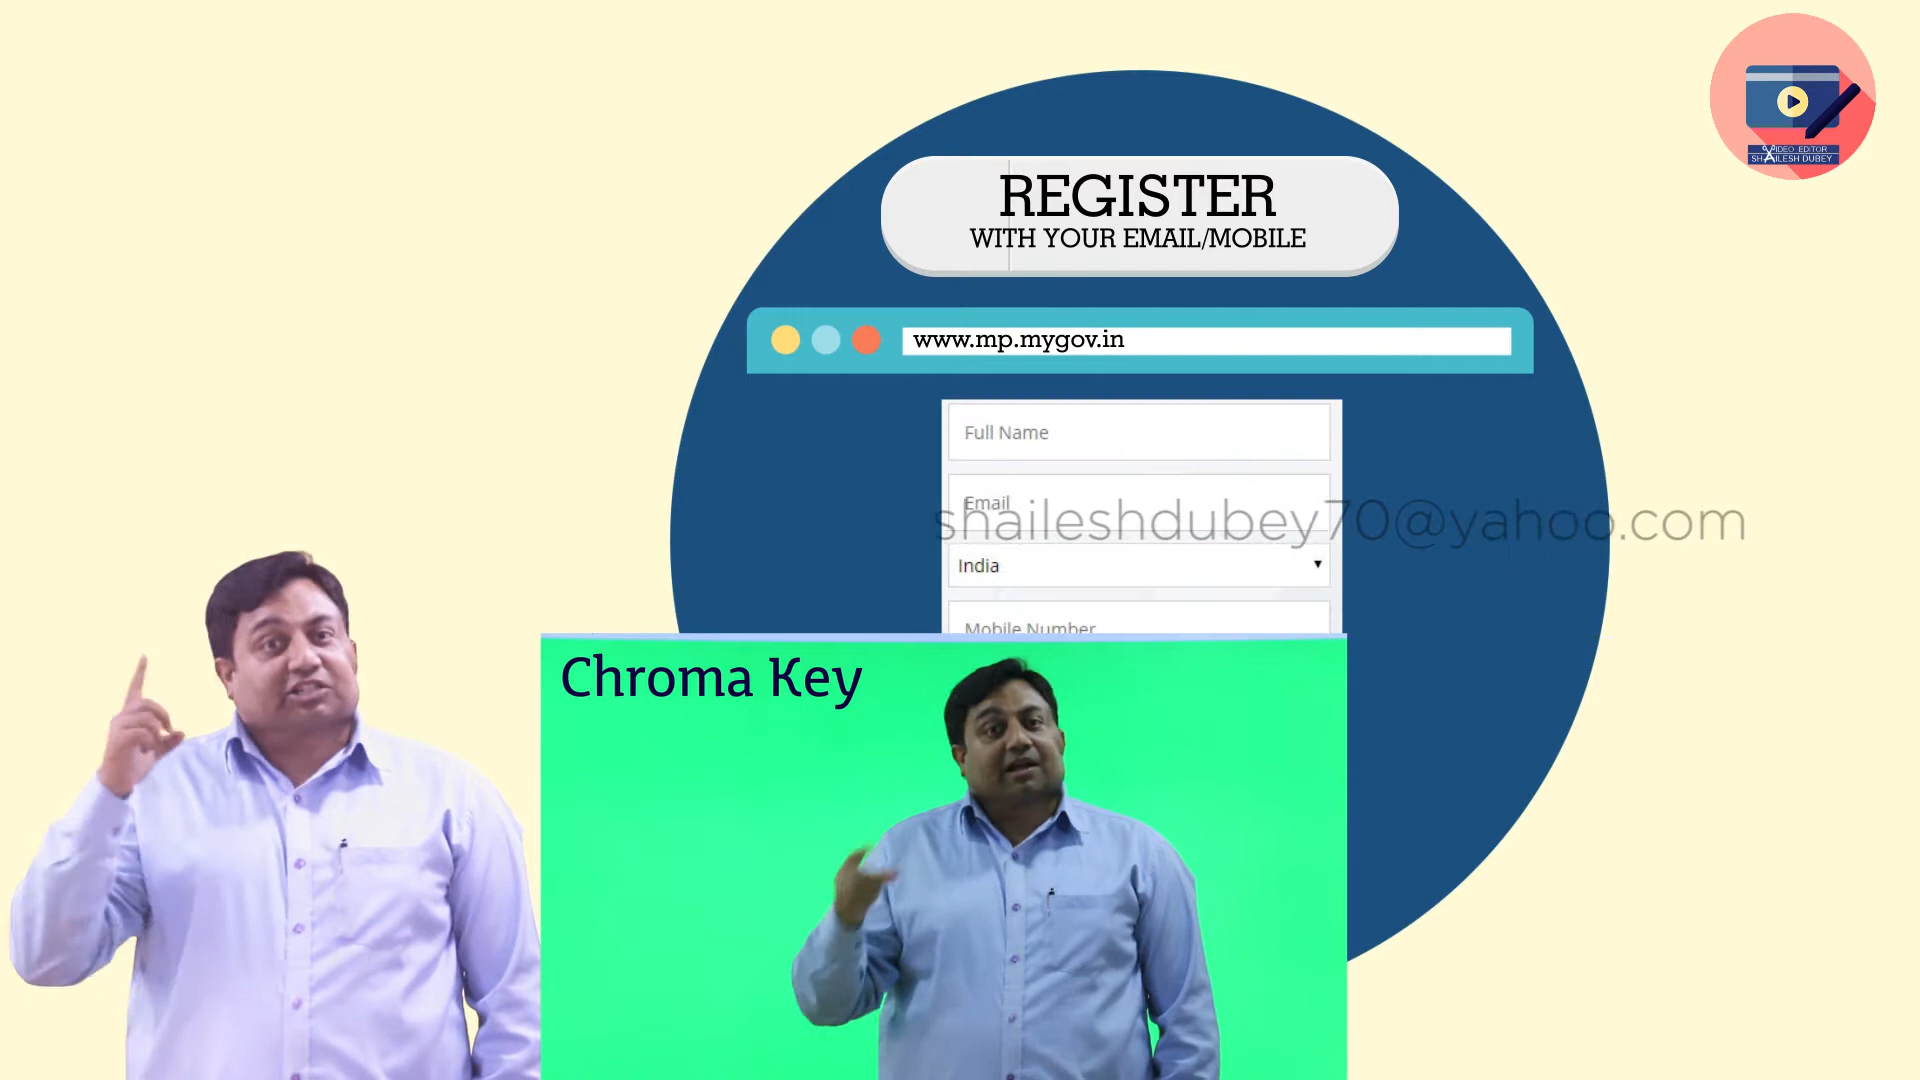 VIDEO EDITOR
SHAILESH DUBEY
REGISTER
WITH YOUR EMAIL/MOBILE
www.mp.mygov.in
Full Name
Email
shaileshdubey70@yahoo.com
India
Mobile Number
Chroma Key